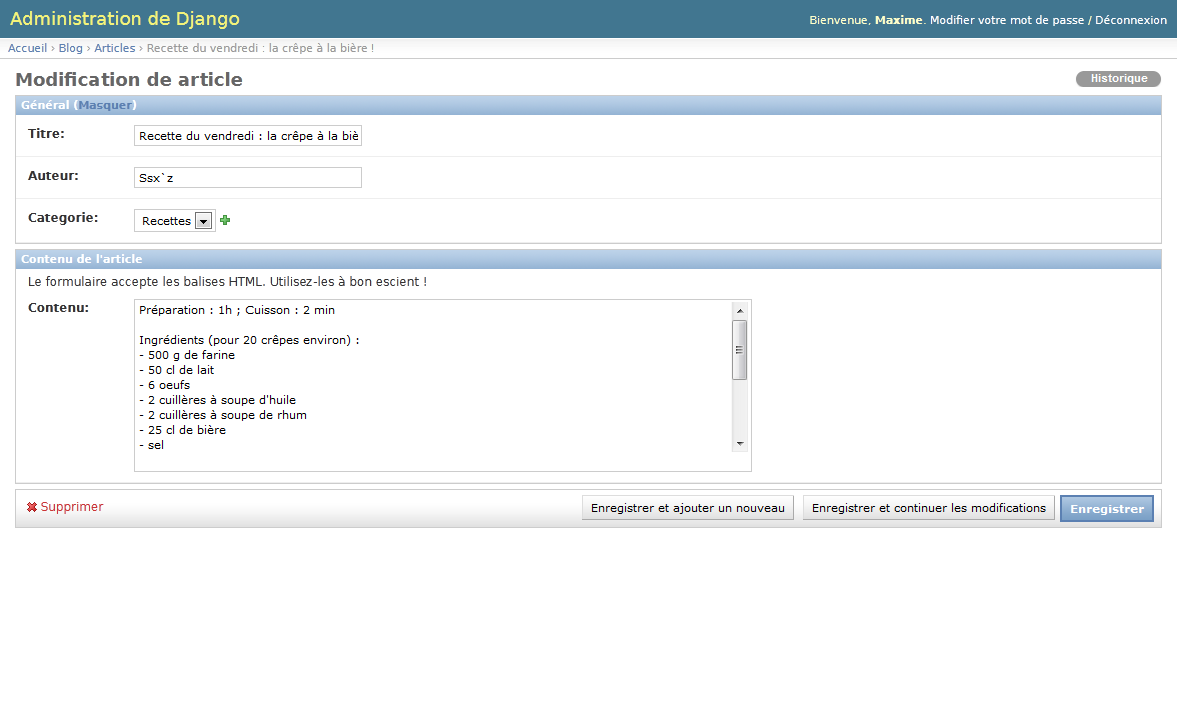 Administration de Django
Bienvenue, Maxime. Modifier votre mot de passe / Déconnexion
Accueil › Blog › Articles › Recette du vendredi : la crêpe à la bière !
Modification de article
Historique
Général (Masquer)
Titre:
Recette du vendredi : la crêpe à la biè
Auteur:
Ssx`z
Categorie:
Recettes
Contenu de l'article
Le formulaire accepte les balises HTML. Utilisez-les à bon escient !
Contenu:
Préparation : 1h ; Cuisson : 2 min
Ingrédients (pour 20 crêpes environ) :
- 500 g de farine
- 50 cl de lait
- 6 oeufs
- 2 cuillères à soupe d'huile
- 2 cuillères à soupe de rhum
- 25 cl de bière
- sel
Supprimer
Enregistrer et ajouter un nouveau
Enregistrer et continuer les modifications
Enregistrer